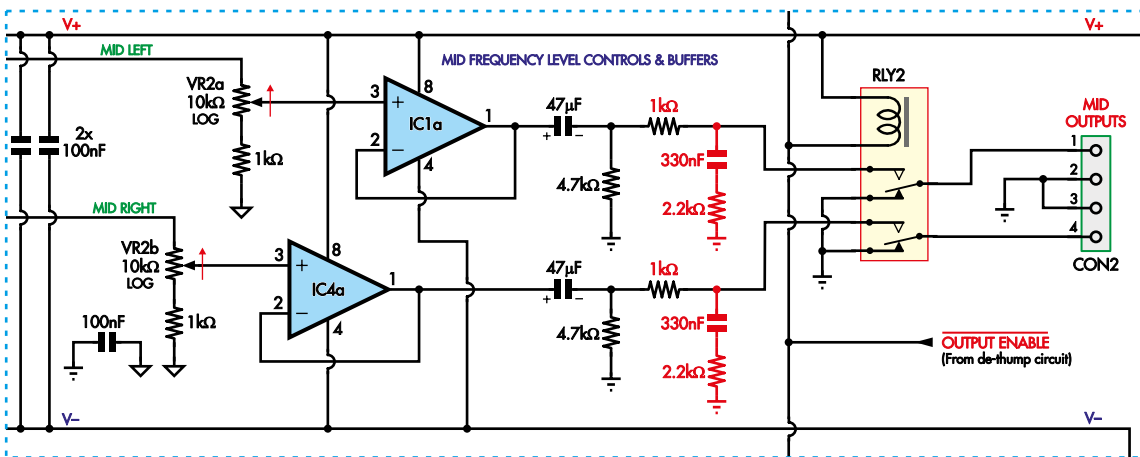 V+
V+
MID LEFT
MID FREQUENCY LEVEL CONTROLS & BUFFERS
RLY2
VR2a
10kΩ
LOG
3
+
8
IC1a
1
2
−
4
47µF
+
−
1kΩ
MID
OUTPUTS
1
2
3
4
CON2
2x
100nF
1kΩ
4.7kΩ
330nF
2.2kΩ
MID RIGHT
VR2b
10kΩ
LOG
3
+
8
IC4a
1
2
−
4
47µF
+
−
1kΩ
100nF
1kΩ
4.7kΩ
330nF
2.2kΩ
OUTPUT ENABLE
(From de-thump circuit)
V−
V−